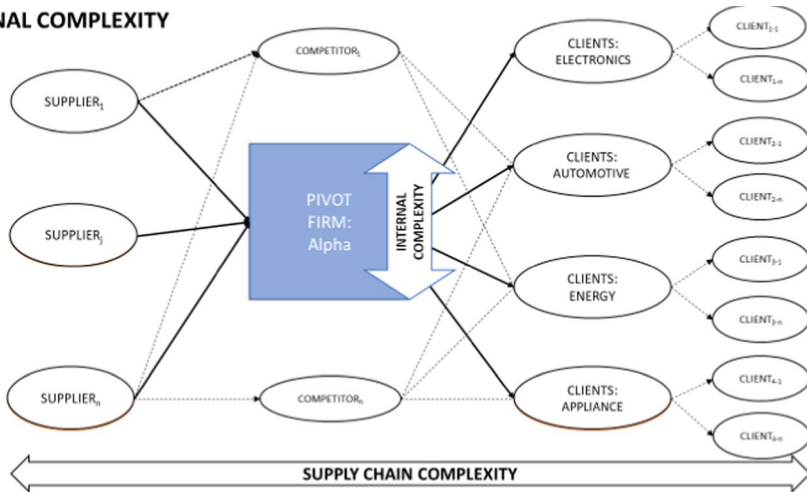 NAL COMPLEXITY
SUPPLIER₁
SUPPLIERⱼ
SUPPLIERₙ
COMPETITOR₁
PIVOT
FIRM:
Alpha
INTERNAL
COMPLEXITY
COMPETITORₙ
CLIENTS:
ELECTRONICS
CLIENTS:
AUTOMOTIVE
CLIENTS:
ENERGY
CLIENTS:
APPLIANCE
CLIENT₁₋₁
CLIENT₁₋ₙ
CLIENT₂₋₁
CLIENT₂₋ₙ
CLIENT₃₋₁
CLIENT₃₋ₙ
CLIENT₄₋₁
CLIENT₄₋ₙ
SUPPLY CHAIN COMPLEXITY